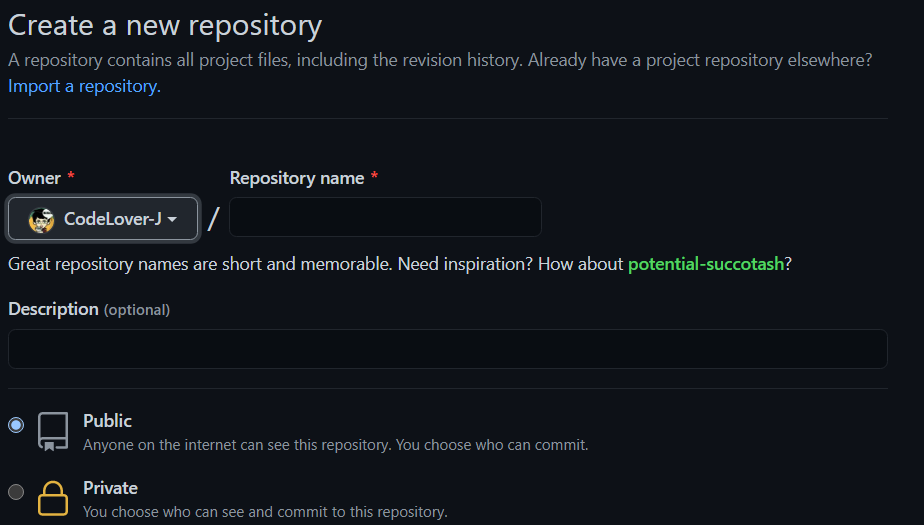 Create a new repository
A repository contains all project files, including the revision history. Already have a project repository elsewhere?
Import a repository.
Owner * Repository name *
CodeLover-J /
Great repository names are short and memorable. Need inspiration? How about potential-succotash?
Description (optional)
Public
Anyone on the internet can see this repository. You choose who can commit.
Private
You choose who can see and commit to this repository.